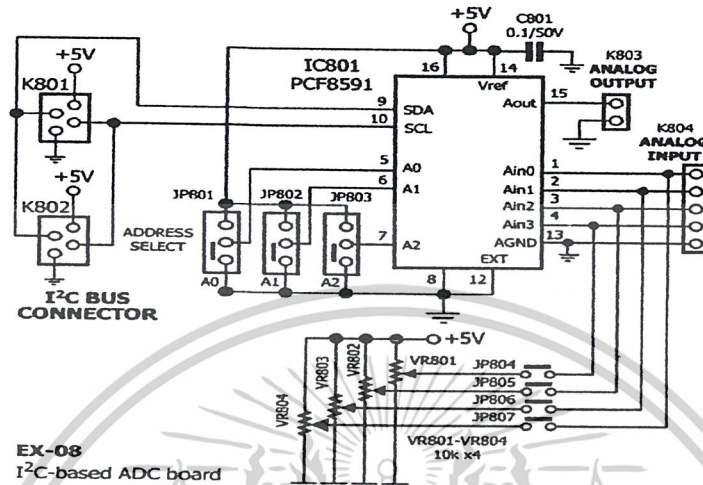 +5V
C801
0.1/50V
+5V
K801
IC801
PCF8591
16
14
Vref
K803
ANALOG
OUTPUT
9
SDA
Aout
15
10
SCL
K804
ANALOG
INPUT
+5V
5
A0
Ain0
1
6
A1
Ain1
2
K802
JP801
JP802
JP803
Ain2
3
Ain3
4
ADDRESS
SELECT
7
A2
AGND
13
EXT
A0
A1
A2
8
12
I²C BUS
CONNECTOR
+5V
VR804
VR803
VR802
VR801
JP804
JP805
JP806
JP807
VR801-VR804
10k x4
EX-08
I²C-based ADC board